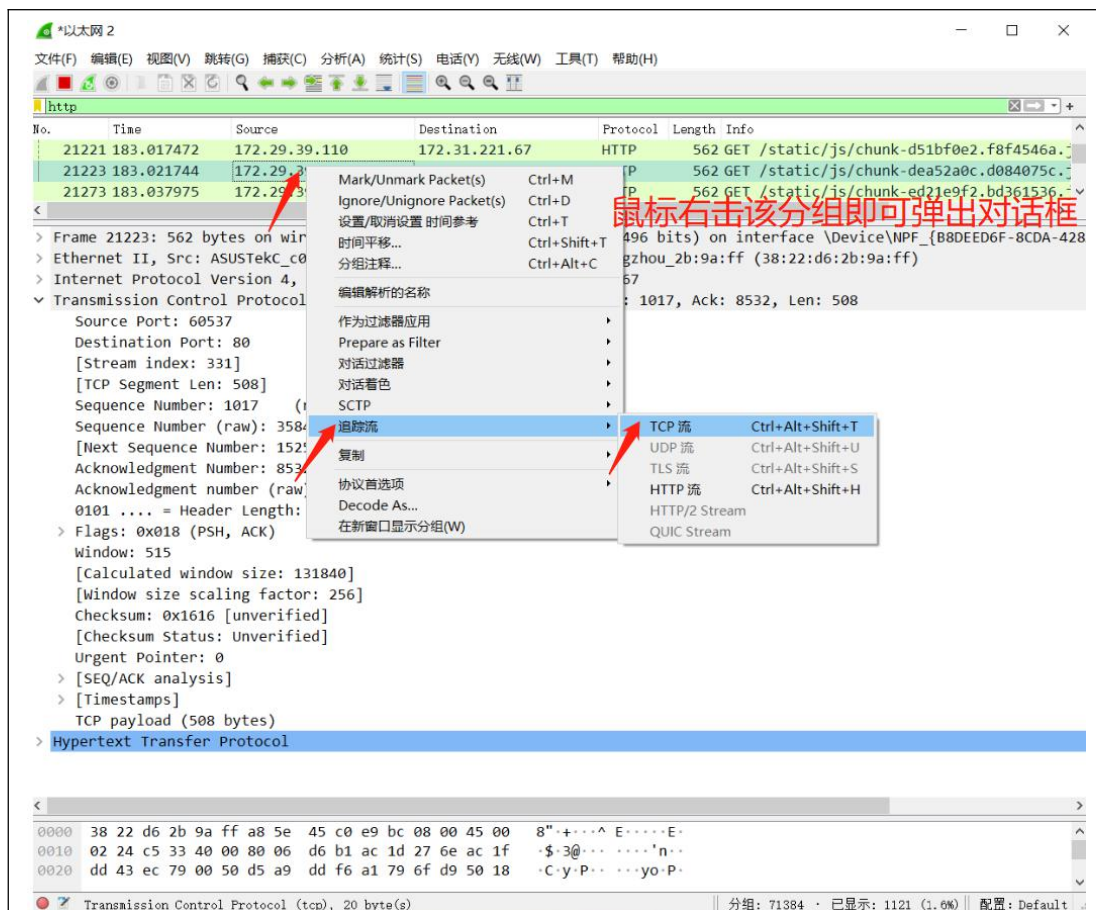 *以太网 2
文件(F) 编辑(E) 视图(V) 跳转(G) 捕获(C) 分析(A) 统计(S) 电话(Y) 无线(W) 工具(T) 帮助(H)
http
No. Time Source Destination Protocol Length Info
21221 183.017472 172.29.39.110 172.31.221.67 HTTP 562 GET /static/js/chunk-d51bf0e2.f8f4546a.j
21223 183.021744 172.29.3 P 562 GET /static/js/chunk-dea52a0c.d084075c.j
21273 183.037975 172.29.3 P 562 GET /static/js/chunk-ed21e9f2.bd361536.j
鼠标右击该分组即可弹出对话框
Mark/Unmark Packet(s) Ctrl+M
Ignore/Unignore Packet(s) Ctrl+D
设置/取消设置 时间参考 Ctrl+T
时间平移... Ctrl+Shift+T
分组注释... Ctrl+Alt+C
编辑解析的名称
作为过滤器应用
Prepare as Filter
对话过滤器
对话着色
SCTP
追踪流
复制
协议首选项
Decode As...
在新窗口显示分组(W)
TCP 流 Ctrl+Alt+Shift+T
UDP 流 Ctrl+Alt+Shift+U
TLS 流 Ctrl+Alt+Shift+S
HTTP 流 Ctrl+Alt+Shift+H
HTTP/2 Stream
QUIC Stream
Frame 21223: 562 bytes on wir 496 bits) on interface \Device\NPF_{B8DEED6F-8CDA-428
Ethernet II, Src: ASUSTekC_c0 gzhou_2b:9a:ff (38:22:d6:2b:9a:ff)
Internet Protocol Version 4, 67
Transmission Control Protocol : 1017, Ack: 8532, Len: 508
Source Port: 60537
Destination Port: 80
[Stream index: 331]
[TCP Segment Len: 508]
Sequence Number: 1017 (r
Sequence Number (raw): 3584
[Next Sequence Number: 1525
Acknowledgment Number: 853
Acknowledgment number (raw
0101 .... = Header Length:
Flags: 0x018 (PSH, ACK)
Window: 515
[Calculated window size: 131840]
[Window size scaling factor: 256]
Checksum: 0x1616 [unverified]
[Checksum Status: Unverified]
Urgent Pointer: 0
[SEQ/ACK analysis]
[Timestamps]
TCP payload (508 bytes)
Hypertext Transfer Protocol
0000 38 22 d6 2b 9a ff a8 5e 45 c0 e9 bc 08 00 45 00 8"·+···^ E·····E·
0010 02 24 c5 33 40 00 80 06 d6 b1 ac 1d 27 6e ac 1f ·$·3@··· ····'n··
0020 dd 43 ec 79 00 50 d5 a9 dd f6 a1 79 6f d9 50 18 ·C·y·P·· ···yo·P·
Transmission Control Protocol (tcp), 20 byte(s) 分组: 71384 · 已显示: 1121 (1.6%) 配置: Default